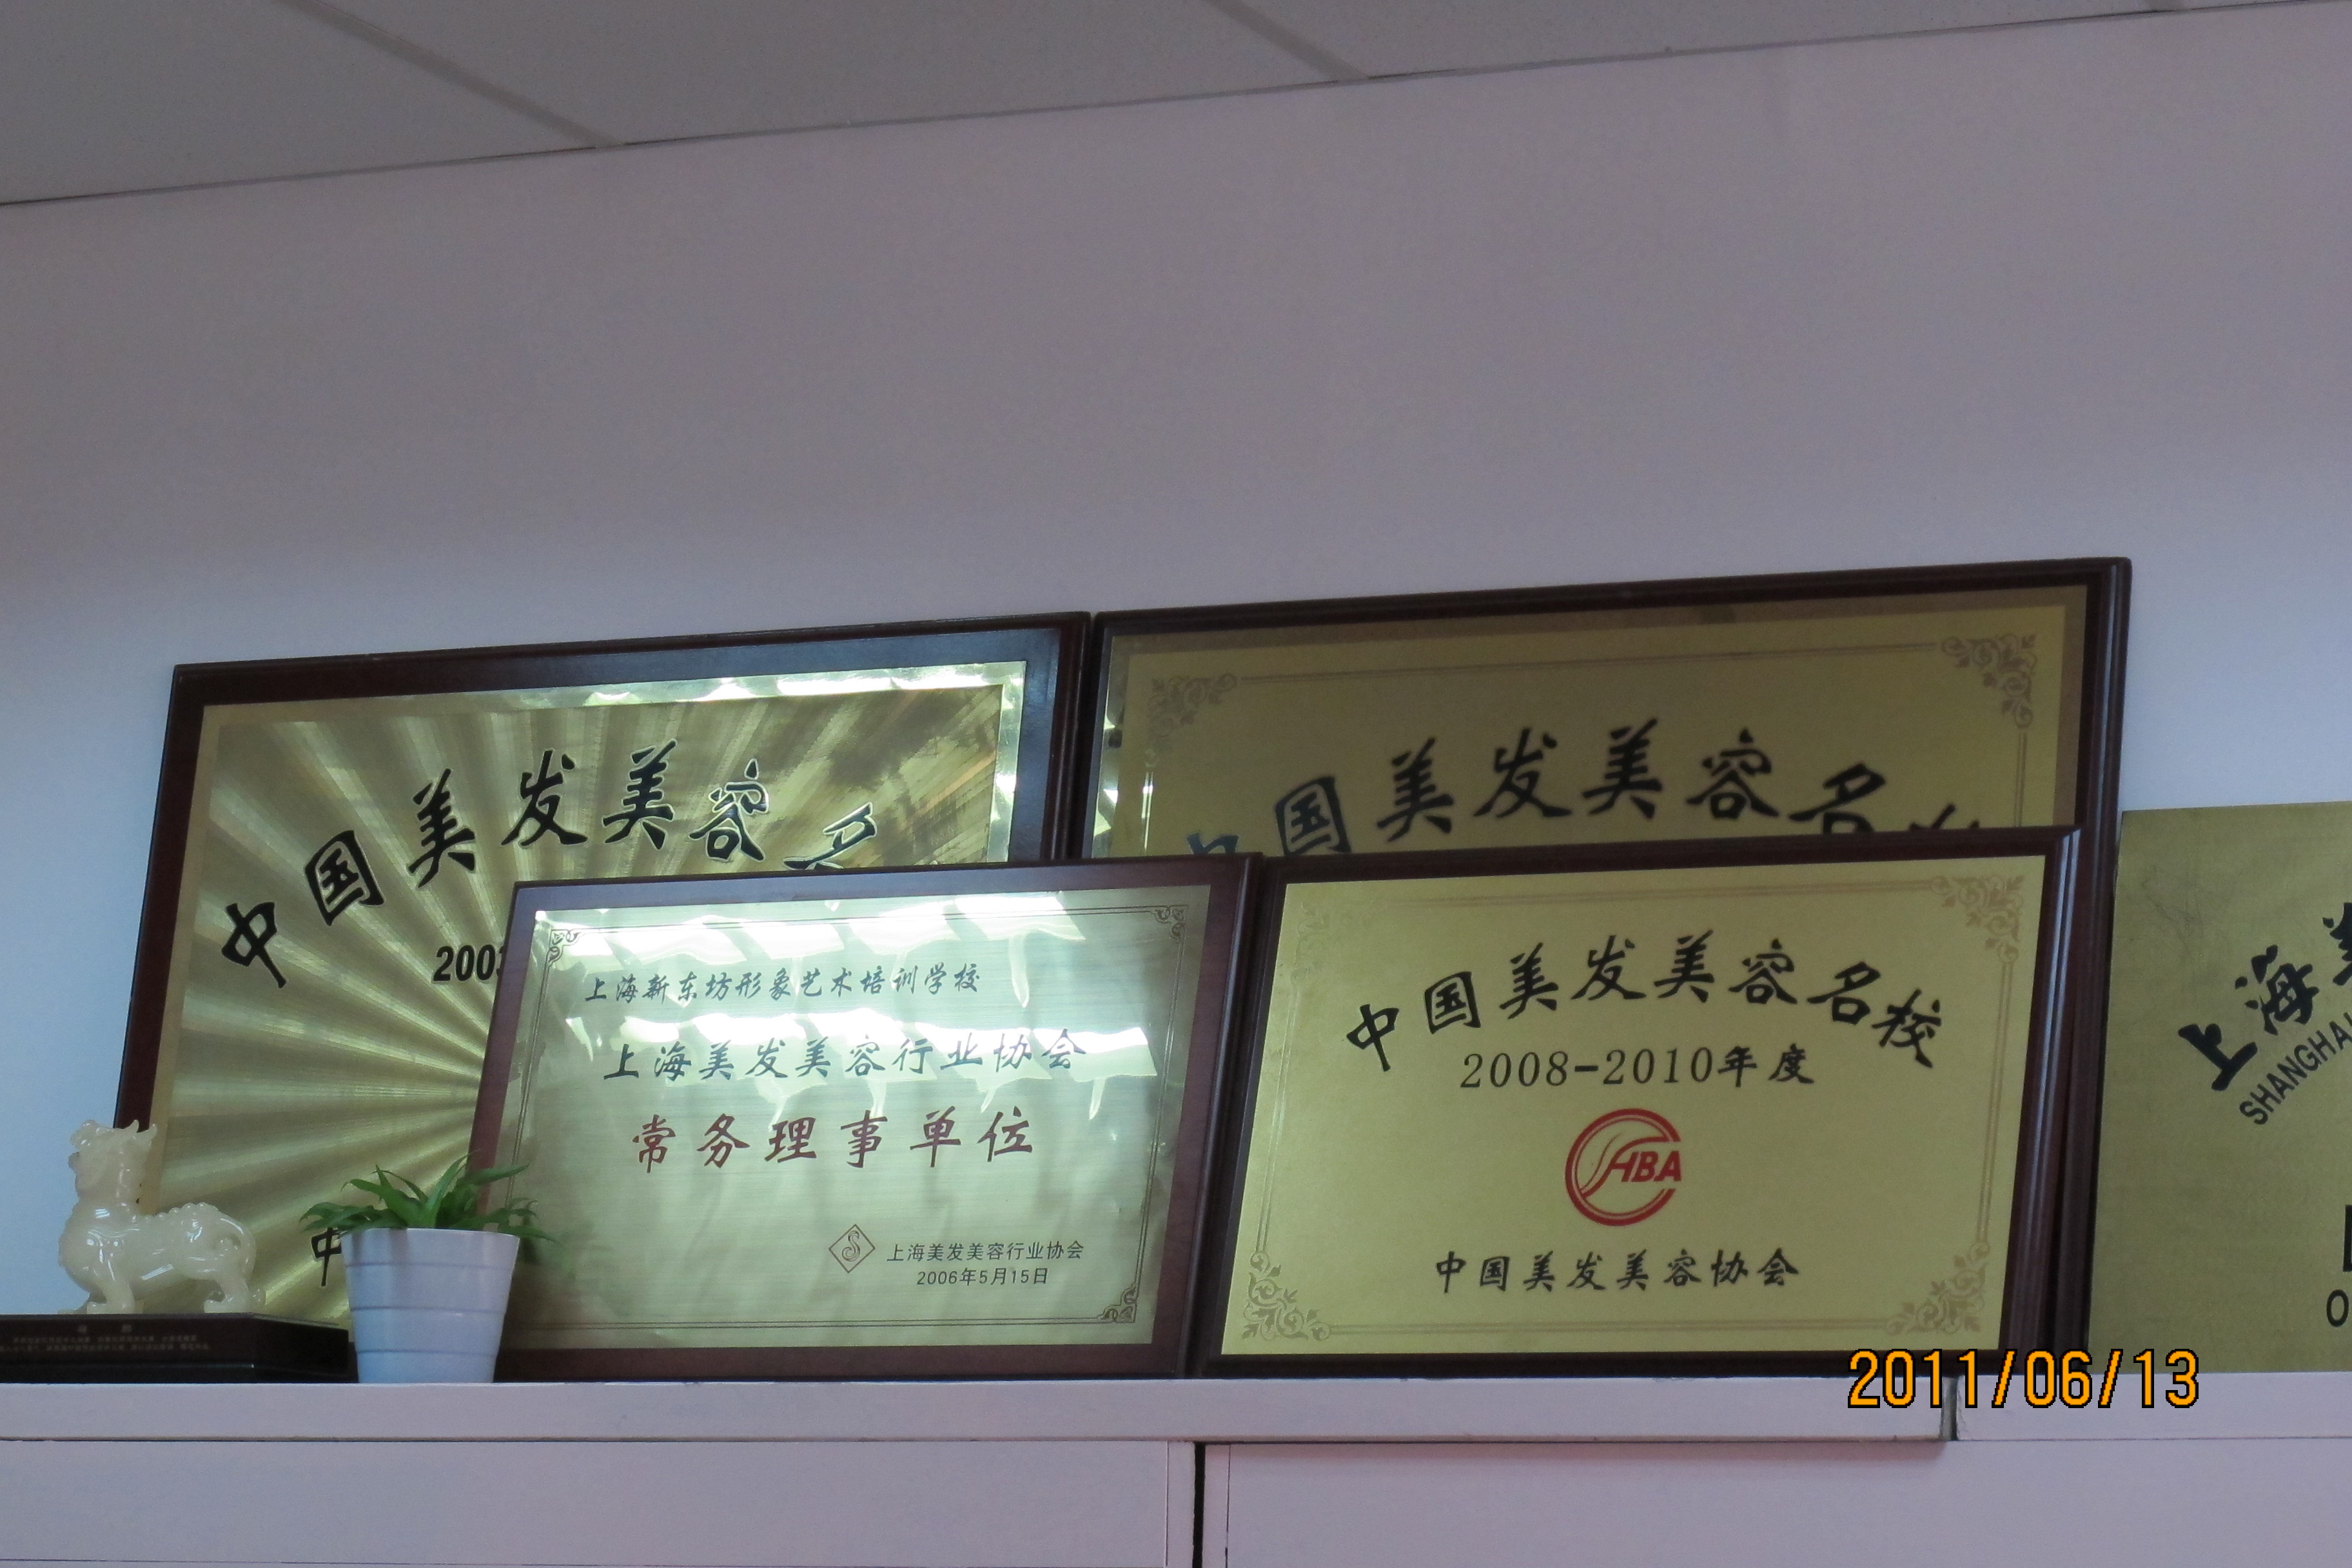 中国美发美容名
2003
中
国美发美容名
上海新东坊形象艺术培训学校
上海美发美容行业协会
常务理事单位
上海美发美容行业协会
2006年5月15日
中国美发美容名校
2008-2010年度
HBA
中国美发美容协会
上海美
SHANGHAI
2011/06/13